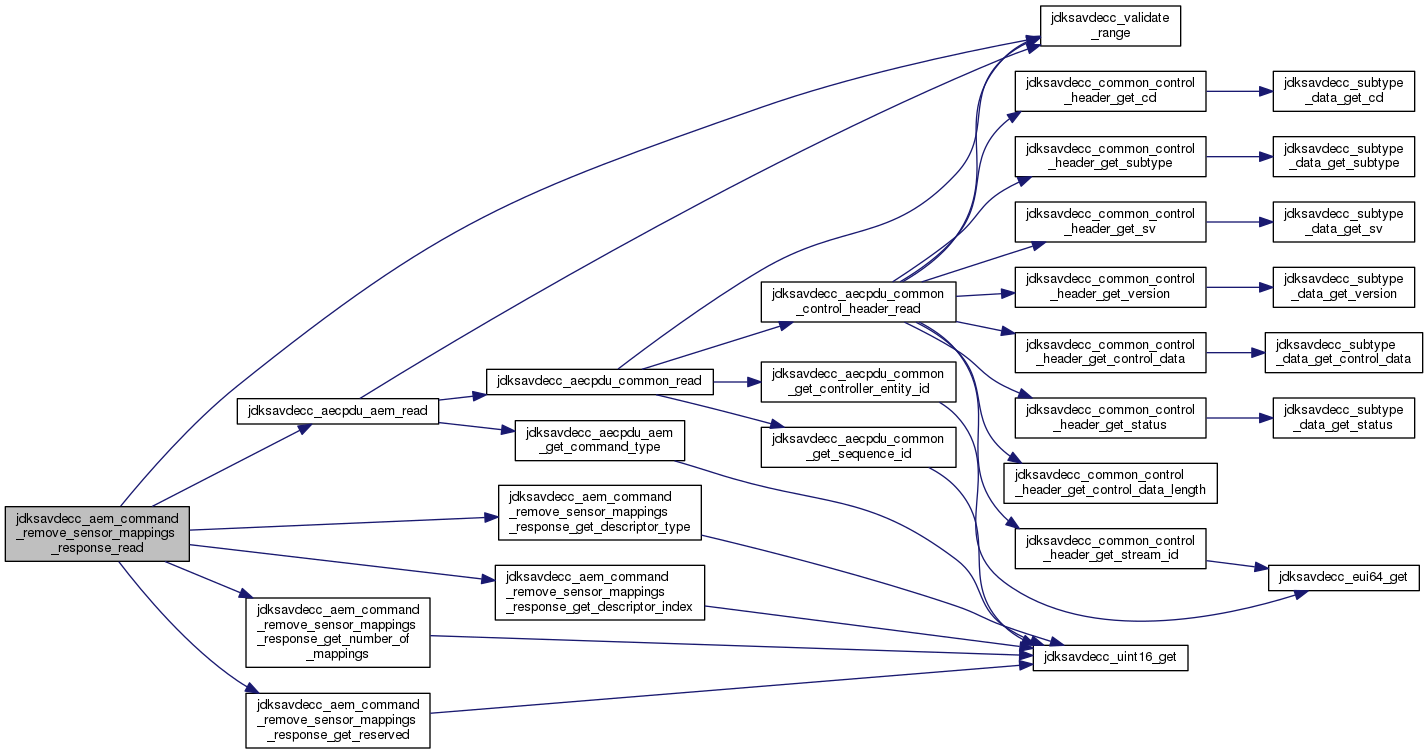 jdksavdecc_validate
_range
jdksavdecc_common_control
_header_get_cd
jdksavdecc_subtype
_data_get_cd
jdksavdecc_common_control
_header_get_subtype
jdksavdecc_subtype
_data_get_subtype
jdksavdecc_common_control
_header_get_sv
jdksavdecc_subtype
_data_get_sv
jdksavdecc_aecpdu_common
_control_header_read
jdksavdecc_common_control
_header_get_version
jdksavdecc_subtype
_data_get_version
jdksavdecc_common_control
_header_get_control_data
jdksavdecc_subtype
_data_get_control_data
jdksavdecc_aecpdu_common_read
jdksavdecc_aecpdu_common
_get_controller_entity_id
jdksavdecc_aecpdu_aem_read
jdksavdecc_common_control
_header_get_status
jdksavdecc_subtype
_data_get_status
jdksavdecc_aecpdu_aem
_get_command_type
jdksavdecc_aecpdu_common
_get_sequence_id
jdksavdecc_common_control
_header_get_control_data_length
jdksavdecc_aem_command
_remove_sensor_mappings
_response_read
jdksavdecc_aem_command
_remove_sensor_mappings
_response_get_descriptor_type
jdksavdecc_common_control
_header_get_stream_id
jdksavdecc_eui64_get
jdksavdecc_aem_command
_remove_sensor_mappings
_response_get_descriptor_index
jdksavdecc_aem_command
_remove_sensor_mappings
_response_get_number_of
_mappings
jdksavdecc_uint16_get
jdksavdecc_aem_command
_remove_sensor_mappings
_response_get_reserved